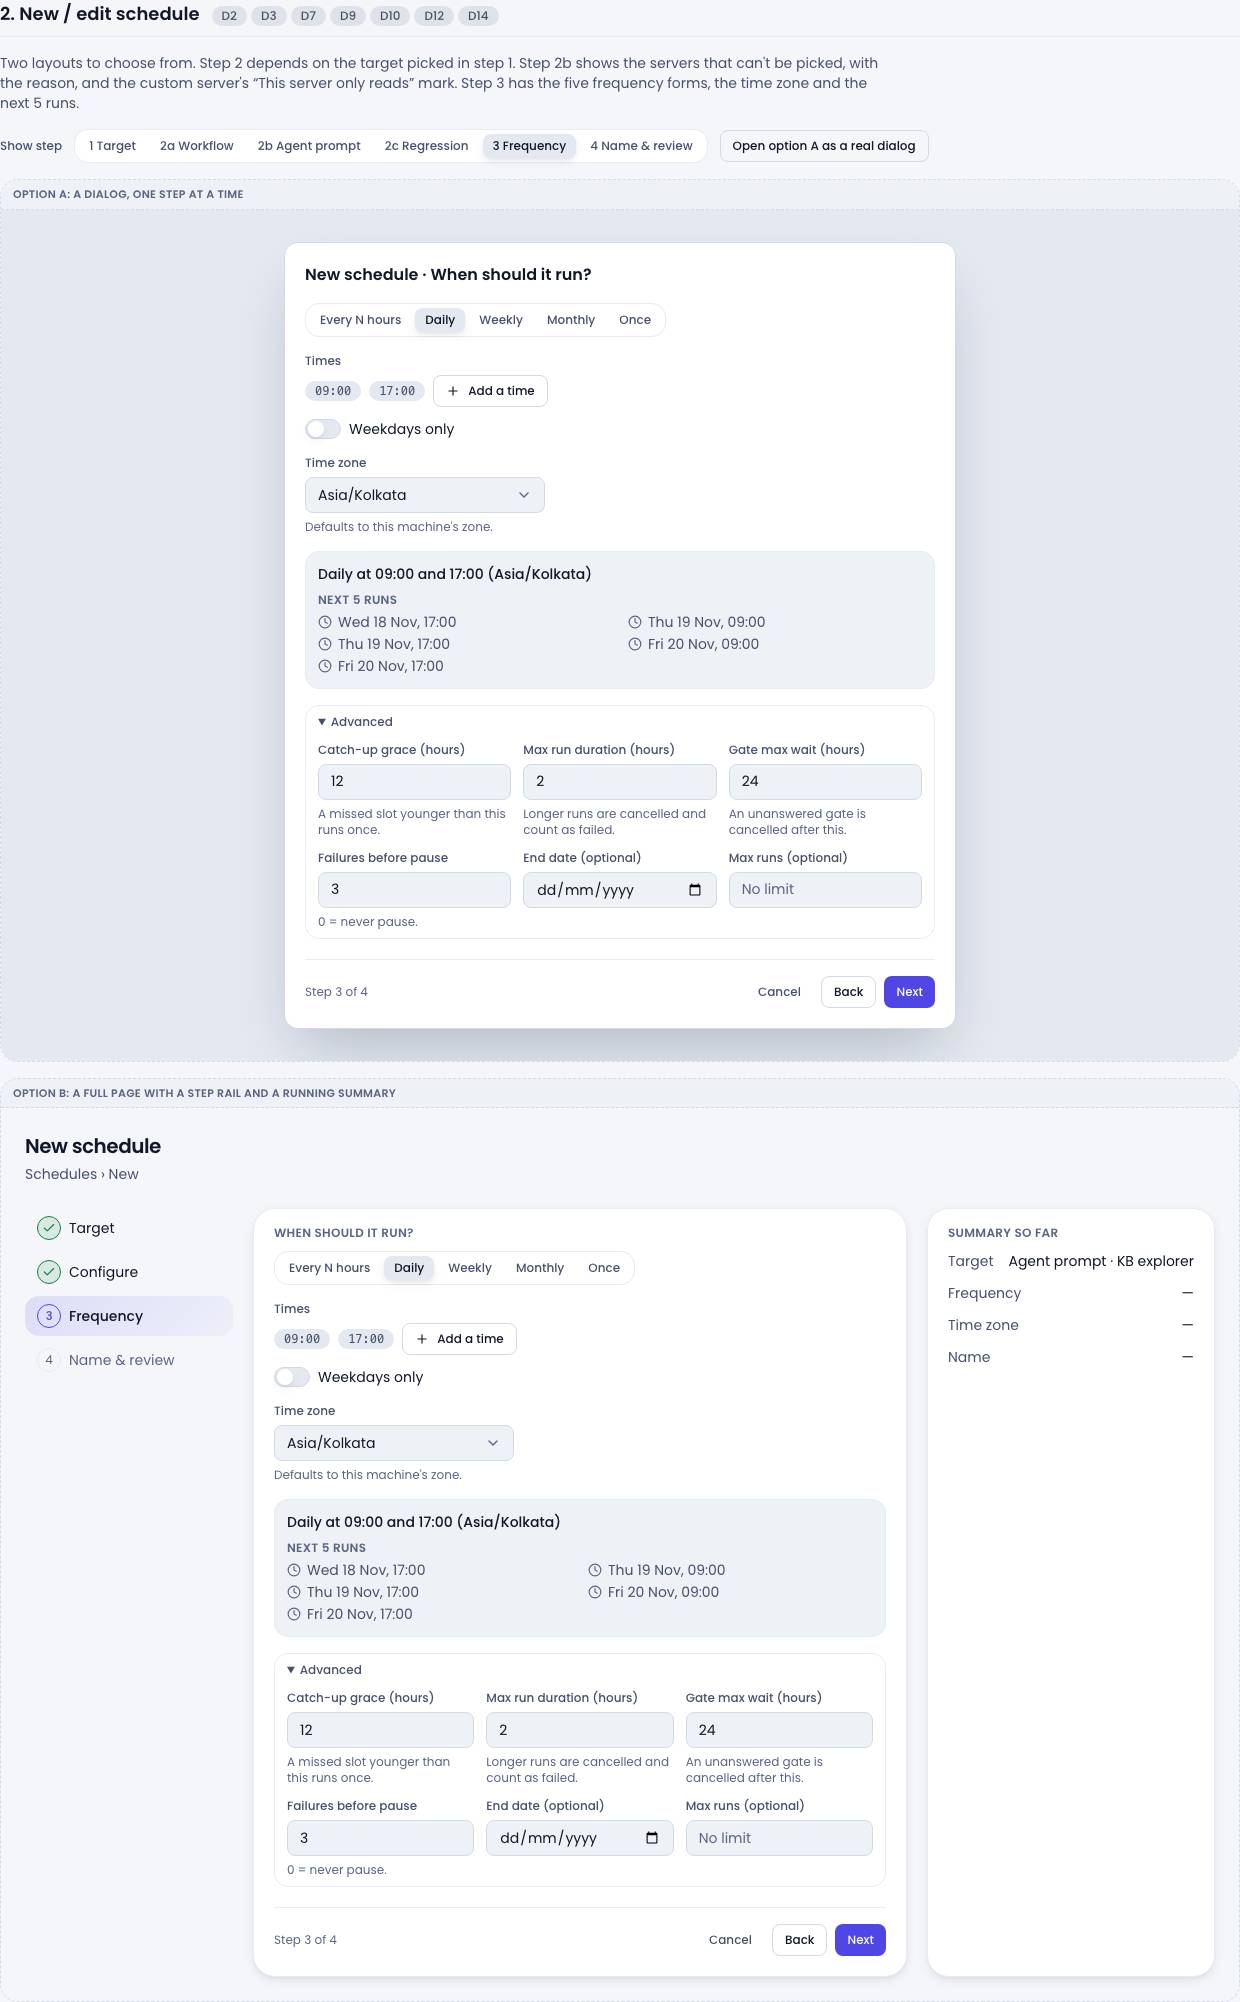 2. New / edit schedule D2 D3 D7 D9 D10 D12 D14
Two layouts to choose from. Step 2 depends on the target picked in step 1. Step 2b shows the servers that can't be picked, with
the reason, and the custom server's “This server only reads” mark. Step 3 has the five frequency forms, the time zone and the
next 5 runs.
Show step 1 Target 2a Workflow 2b Agent prompt 2c Regression 3 Frequency 4 Name & review Open option A as a real dialog
OPTION A: A DIALOG, ONE STEP AT A TIME
New schedule · When should it run?
Every N hours Daily Weekly Monthly Once
Times
09:00 17:00 + Add a time
Weekdays only
Time zone
Asia/Kolkata
Defaults to this machine's zone.
Daily at 09:00 and 17:00 (Asia/Kolkata)
NEXT 5 RUNS
Wed 18 Nov, 17:00 Thu 19 Nov, 09:00
Thu 19 Nov, 17:00 Fri 20 Nov, 09:00
Fri 20 Nov, 17:00
▼ Advanced
Catch-up grace (hours) Max run duration (hours) Gate max wait (hours)
12 2 24
A missed slot younger than this Longer runs are cancelled and An unanswered gate is
runs once. count as failed. cancelled after this.
Failures before pause End date (optional) Max runs (optional)
3 dd/mm/yyyy No limit
0 = never pause.
Step 3 of 4 Cancel Back Next
OPTION B: A FULL PAGE WITH A STEP RAIL AND A RUNNING SUMMARY
New schedule
Schedules › New
Target
Configure
3 Frequency
4 Name & review
WHEN SHOULD IT RUN?
Every N hours Daily Weekly Monthly Once
Times
09:00 17:00 + Add a time
Weekdays only
Time zone
Asia/Kolkata
Defaults to this machine's zone.
Daily at 09:00 and 17:00 (Asia/Kolkata)
NEXT 5 RUNS
Wed 18 Nov, 17:00 Thu 19 Nov, 09:00
Thu 19 Nov, 17:00 Fri 20 Nov, 09:00
Fri 20 Nov, 17:00
▼ Advanced
Catch-up grace (hours) Max run duration (hours) Gate max wait (hours)
12 2 24
A missed slot younger than Longer runs are cancelled and An unanswered gate is
this runs once. count as failed. cancelled after this.
Failures before pause End date (optional) Max runs (optional)
3 dd/mm/yyyy No limit
0 = never pause.
Step 3 of 4 Cancel Back Next
SUMMARY SO FAR
Target Agent prompt · KB explorer
Frequency —
Time zone —
Name —